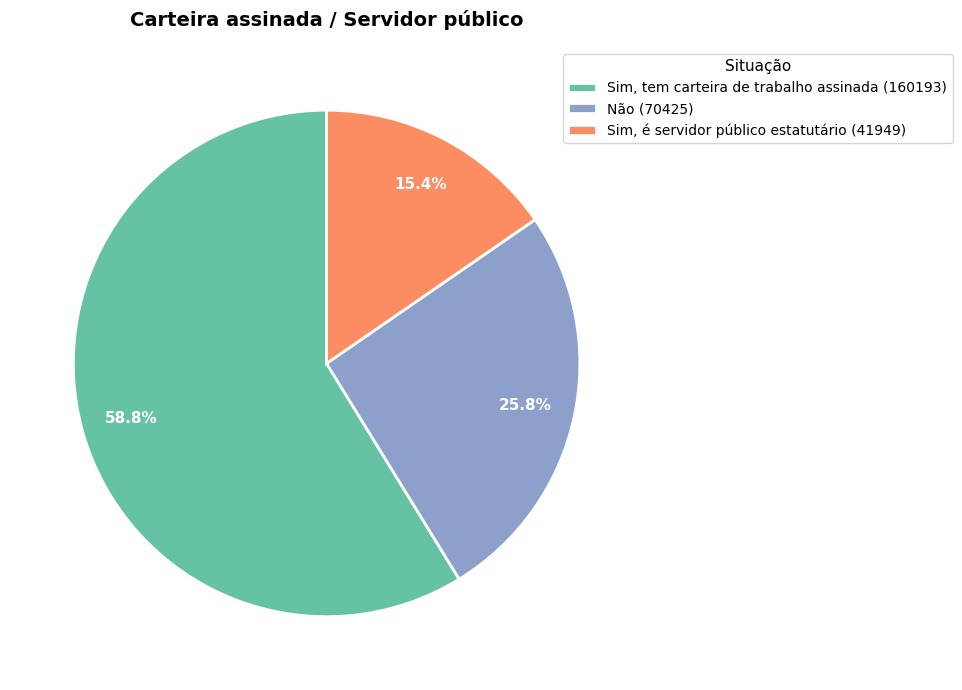 Carteira assinada / Servidor público
Situação
Sim, tem carteira de trabalho assinada (160193)
Não (70425)
Sim, é servidor público estatutário (41949)
15.4%
25.8%
58.8%